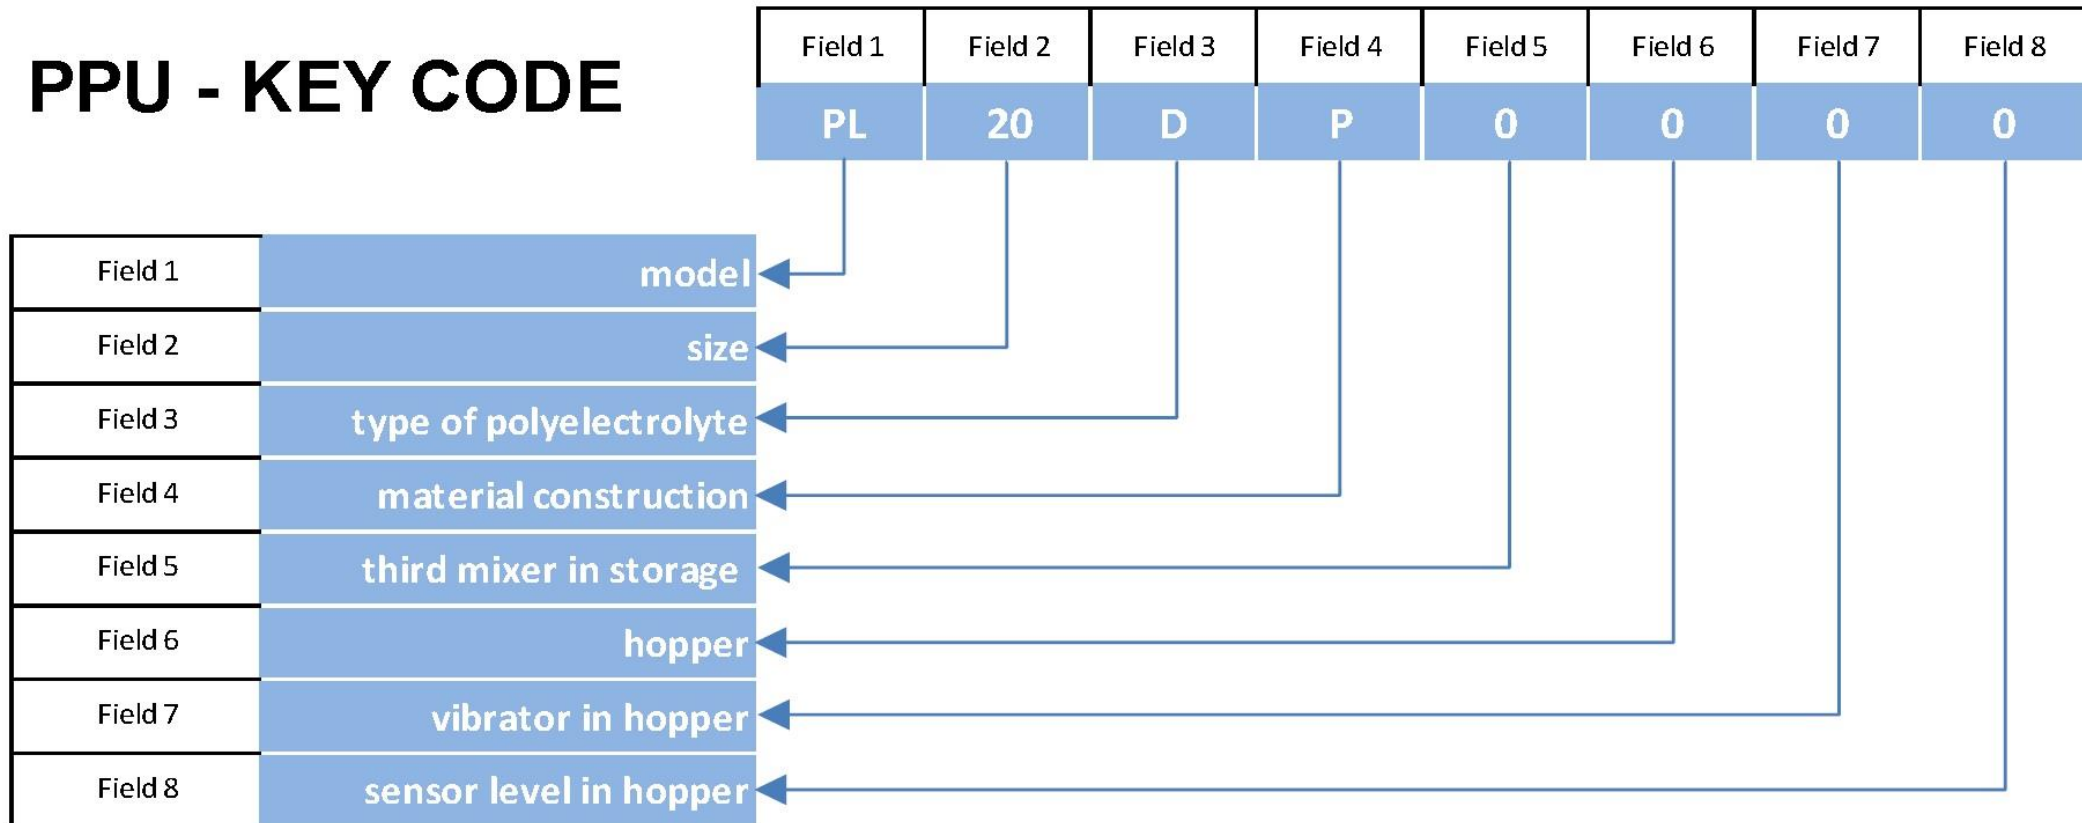 PPU - KEY CODE
Field 1 Field 2 Field 3 Field 4 Field 5 Field 6 Field 7 Field 8
PL 20 D P 0 0 0 0
Field 1 model
Field 2 size
Field 3 type of polyelectrolyte
Field 4 material construction
Field 5 third mixer in storage
Field 6 hopper
Field 7 vibrator in hopper
Field 8 sensor level in hopper